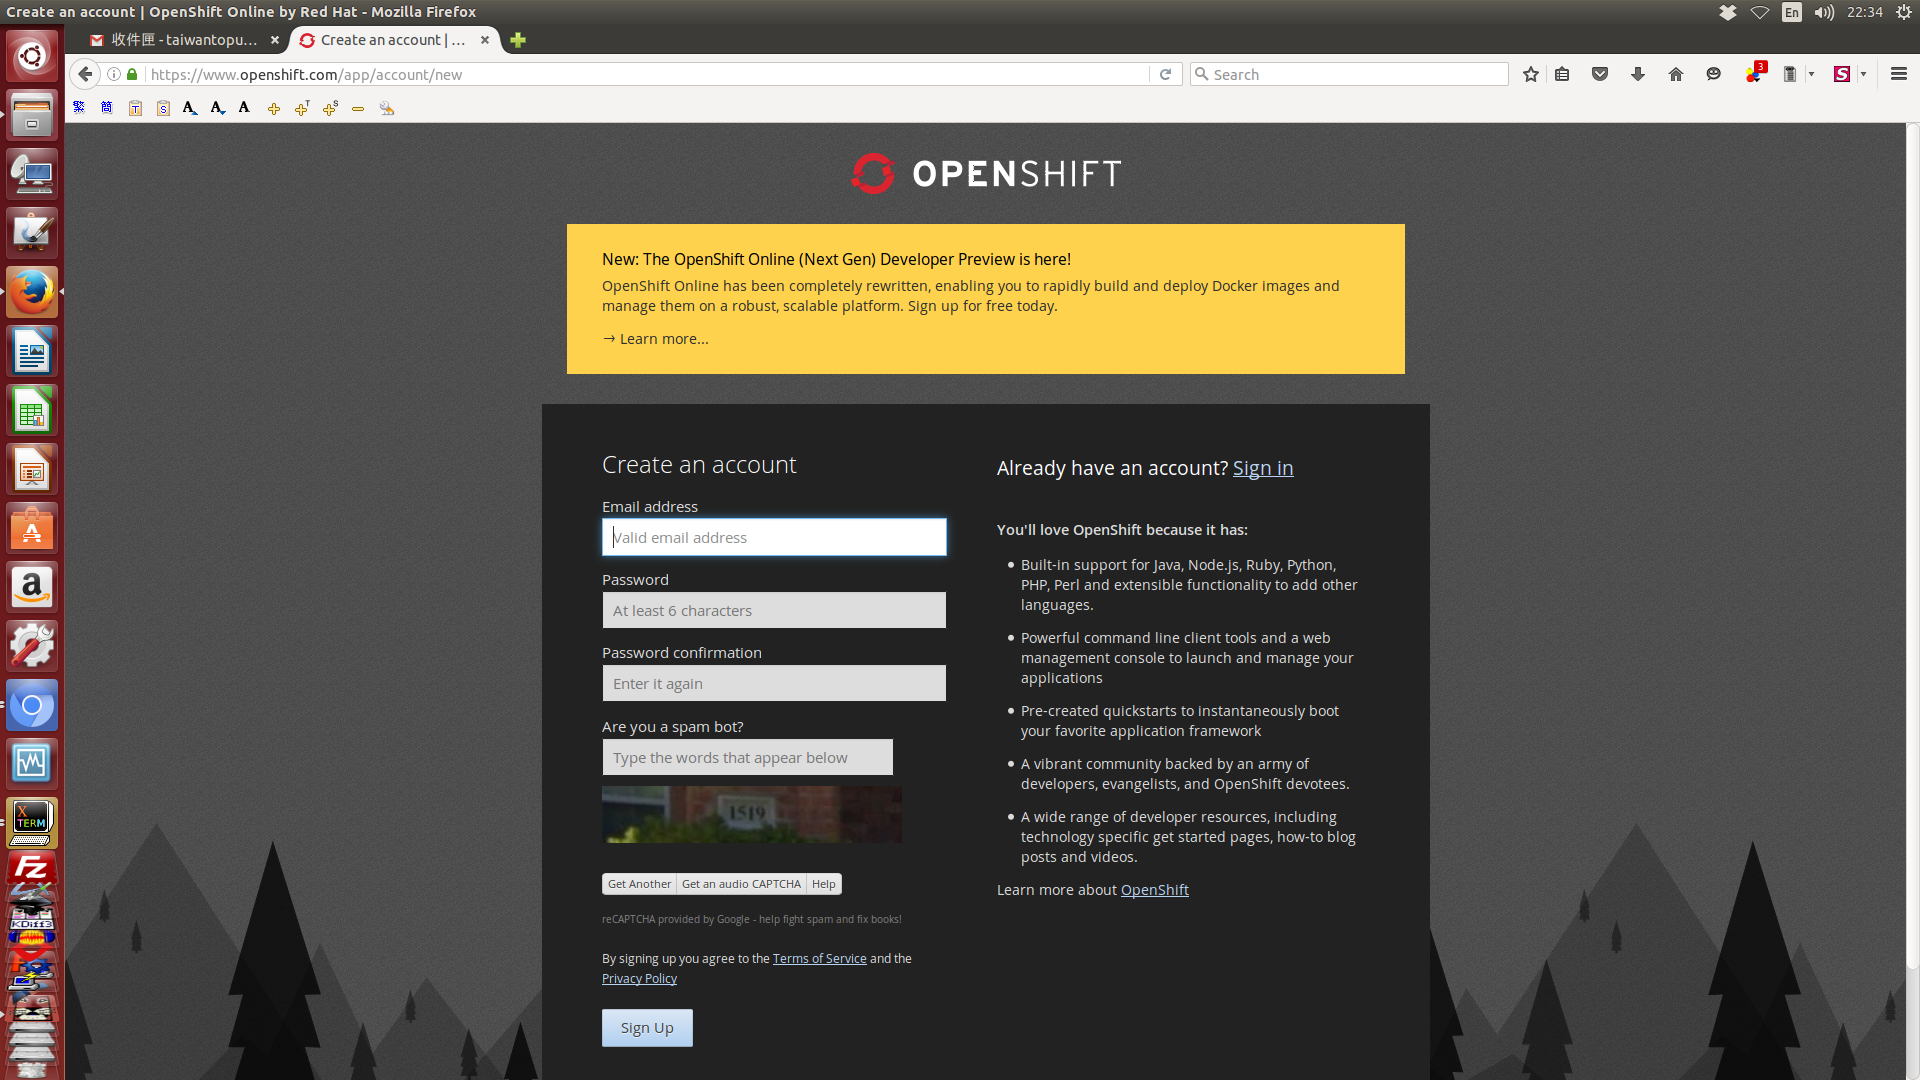 Create an account | OpenShift Online by Red Hat - Mozilla Firefox
En
22:34
收件匣 - taiwantopu...
Create an account | ...
https://www.openshift.com/app/account/new
Search
3
S
繁 簡 T S A A A T S
OPENSHIFT
New: The OpenShift Online (Next Gen) Developer Preview is here!
OpenShift Online has been completely rewritten, enabling you to rapidly build and deploy Docker images and
manage them on a robust, scalable platform. Sign up for free today.
→ Learn more...
Create an account
Email address
Valid email address
Password
At least 6 characters
Password confirmation
Enter it again
Are you a spam bot?
Type the words that appear below
1519
Get Another
Get an audio CAPTCHA
Help
reCAPTCHA provided by Google - help fight spam and fix books!
By signing up you agree to the Terms of Service and the
Privacy Policy
Sign Up
Already have an account? Sign in
You'll love OpenShift because it has:
Built-in support for Java, Node.js, Ruby, Python,
PHP, Perl and extensible functionality to add other
languages.
Powerful command line client tools and a web
management console to launch and manage your
applications
Pre-created quickstarts to instantaneously boot
your favorite application framework
A vibrant community backed by an army of
developers, evangelists, and OpenShift devotees.
A wide range of developer resources, including
technology specific get started pages, how-to blog
posts and videos.
Learn more about OpenShift
A
a
X
TERM
FZ
KDiff3